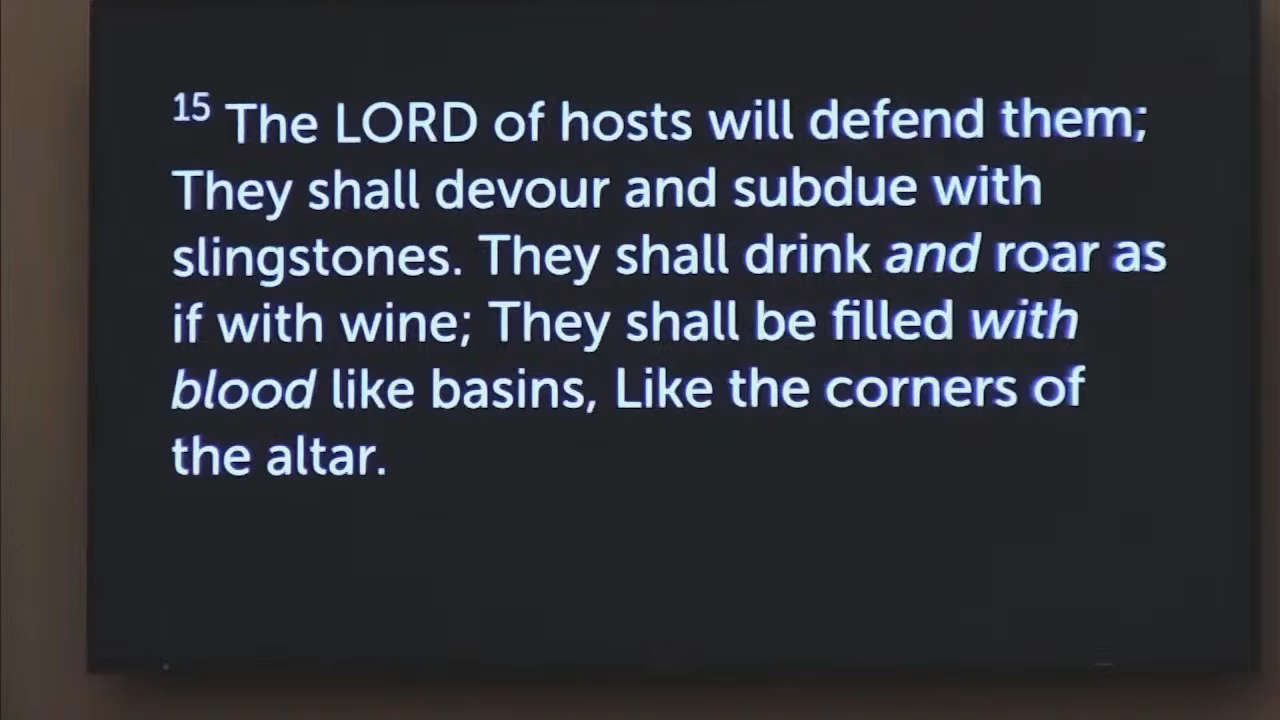 15 The LORD of hosts will defend them;
They shall devour and subdue with
slingstones. They shall drink and roar as
if with wine; They shall be filled with
blood like basins, Like the corners of
the altar.